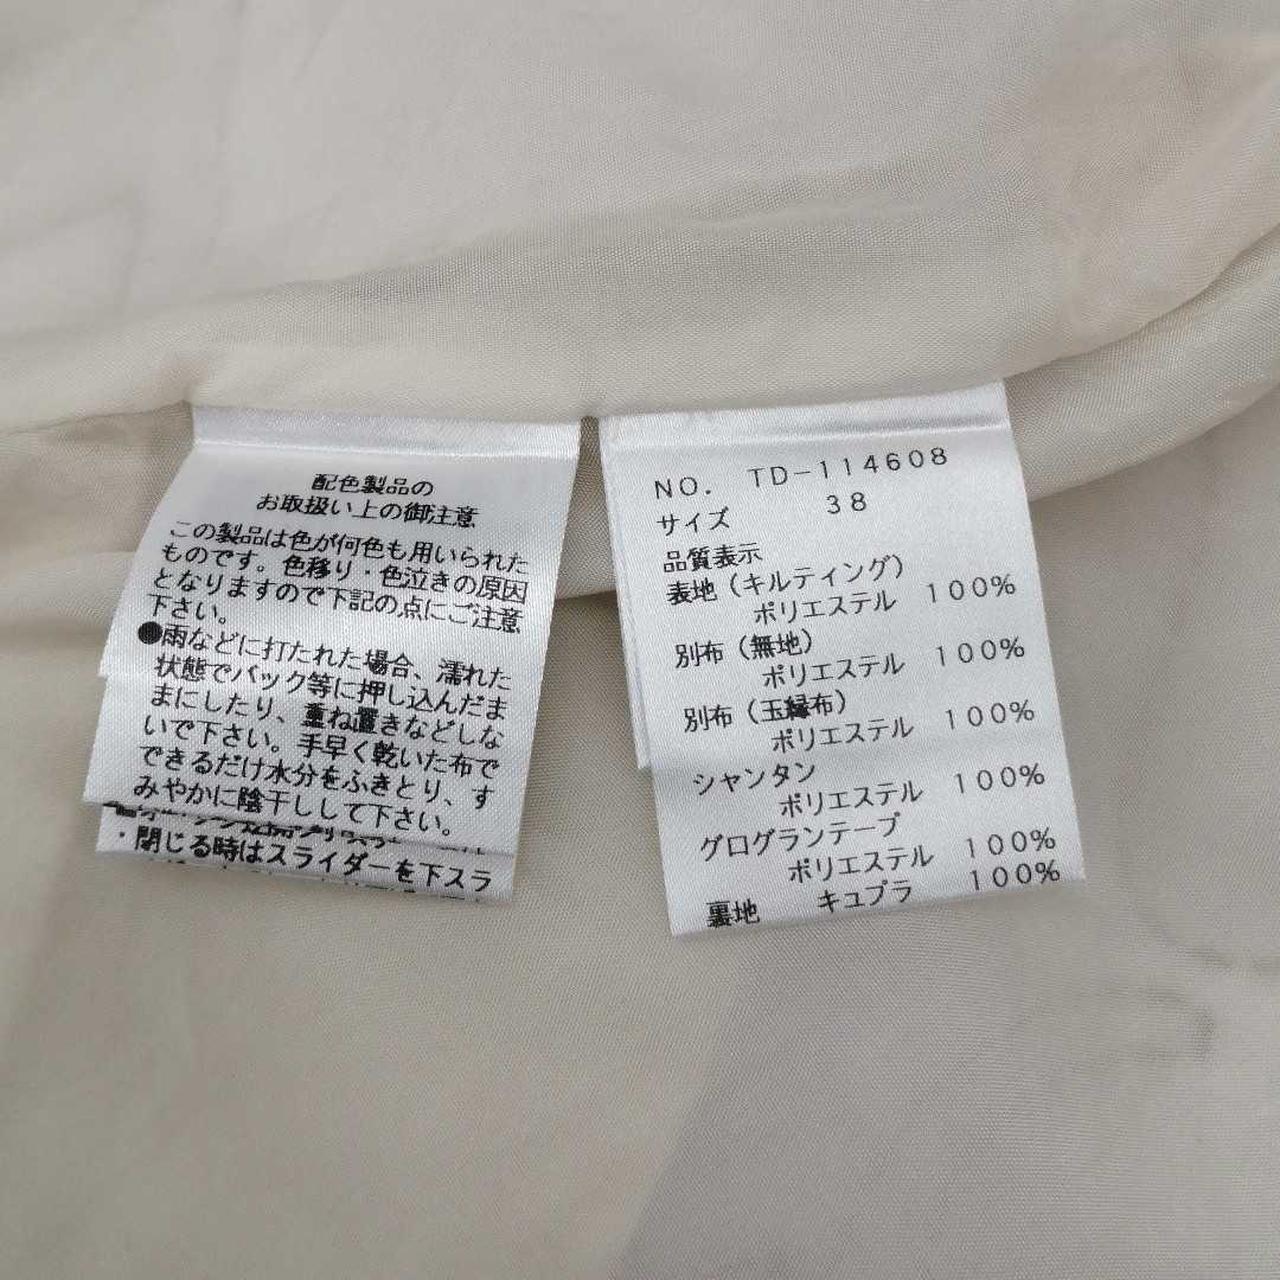 配色製品の
お取扱い上の御注意
この製品は色が何色も用いられた
ものです。色移り・色泣きの原因
となりますので下記の点にご注意
下さい。
●雨などに打たれた場合、濡れた
状態でバック等に押し込んだま
まにしたり、重ね置きなどしな
いで下さい。手早く乾いた布で
できるだけ水分をふきとり、す
みやかに陰干しして下さい。
・閉じる時はスライダーを下スラ
NO. TD-114608
サイズ 38
品質表示
表地(キルティング)
ポリエステル 100%
別布(無地)
ポリエステル 100%
別布(玉縁布)
ポリエステル 100%
シャンタン
ポリエステル 100%
グログランテープ
ポリエステル 100%
裏地 キュプラ 100%